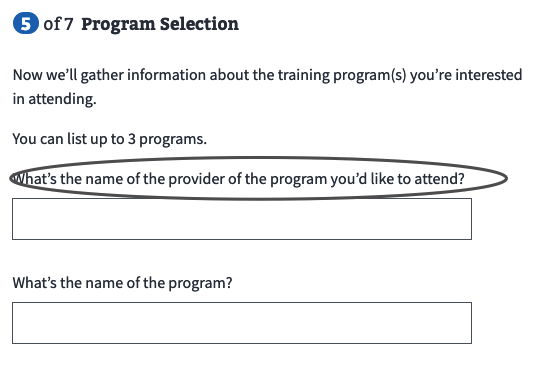 5 of 7 Program Selection
Now we’ll gather information about the training program(s) you’re interested
in attending.
You can list up to 3 programs.
What’s the name of the provider of the program you’d like to attend?
What’s the name of the program?